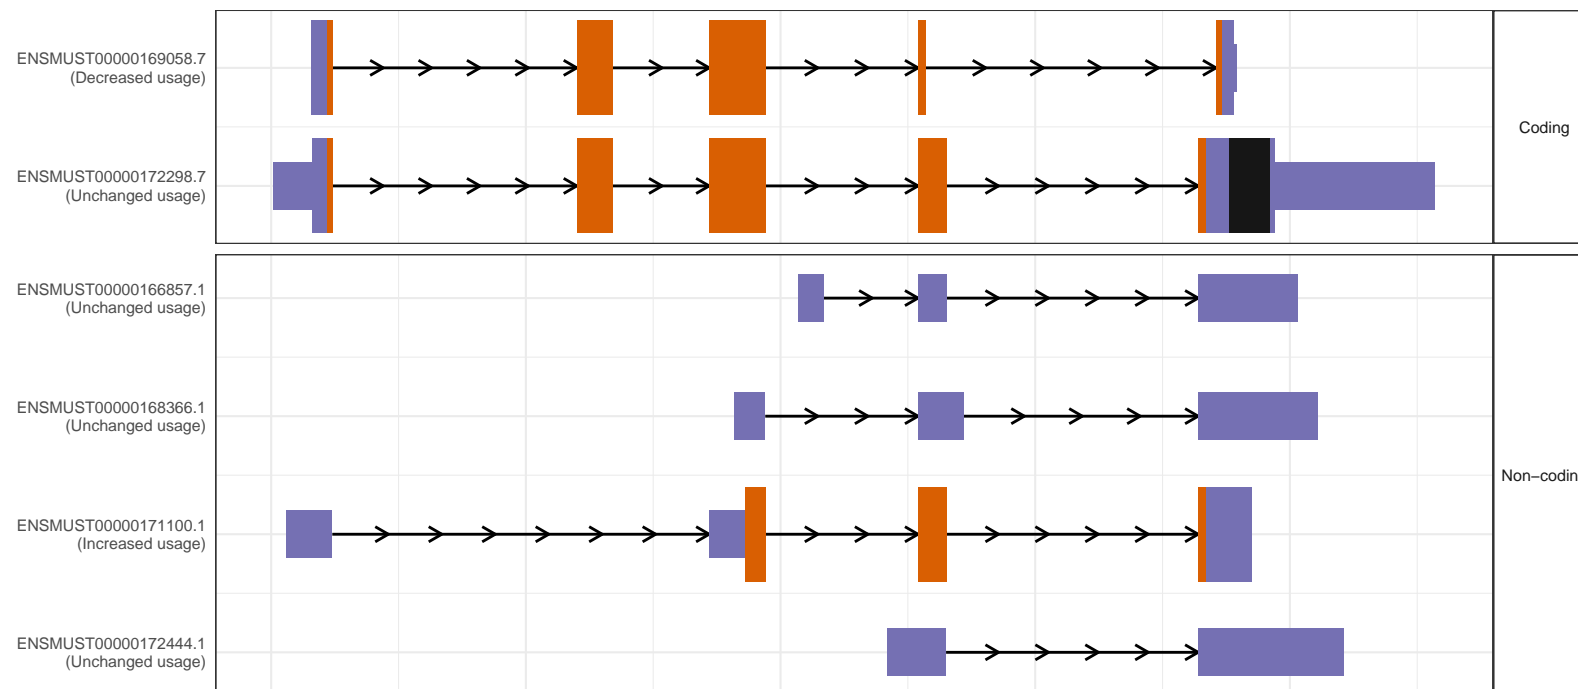 ENSMUST00000169058.7
(Decreased usage)
ENSMUST00000172298.7
(Unchanged usage)
Coding
ENSMUST00000166857.1
(Unchanged usage)
ENSMUST00000168366.1
(Unchanged usage)
ENSMUST00000171100.1
(Increased usage)
ENSMUST00000172444.1
(Unchanged usage)
Non−codin